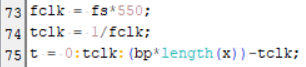 73 fclk = fs*550;
74 tclk = 1/fclk;
75 t = 0:tclk:(bp*length(x))-tclk;